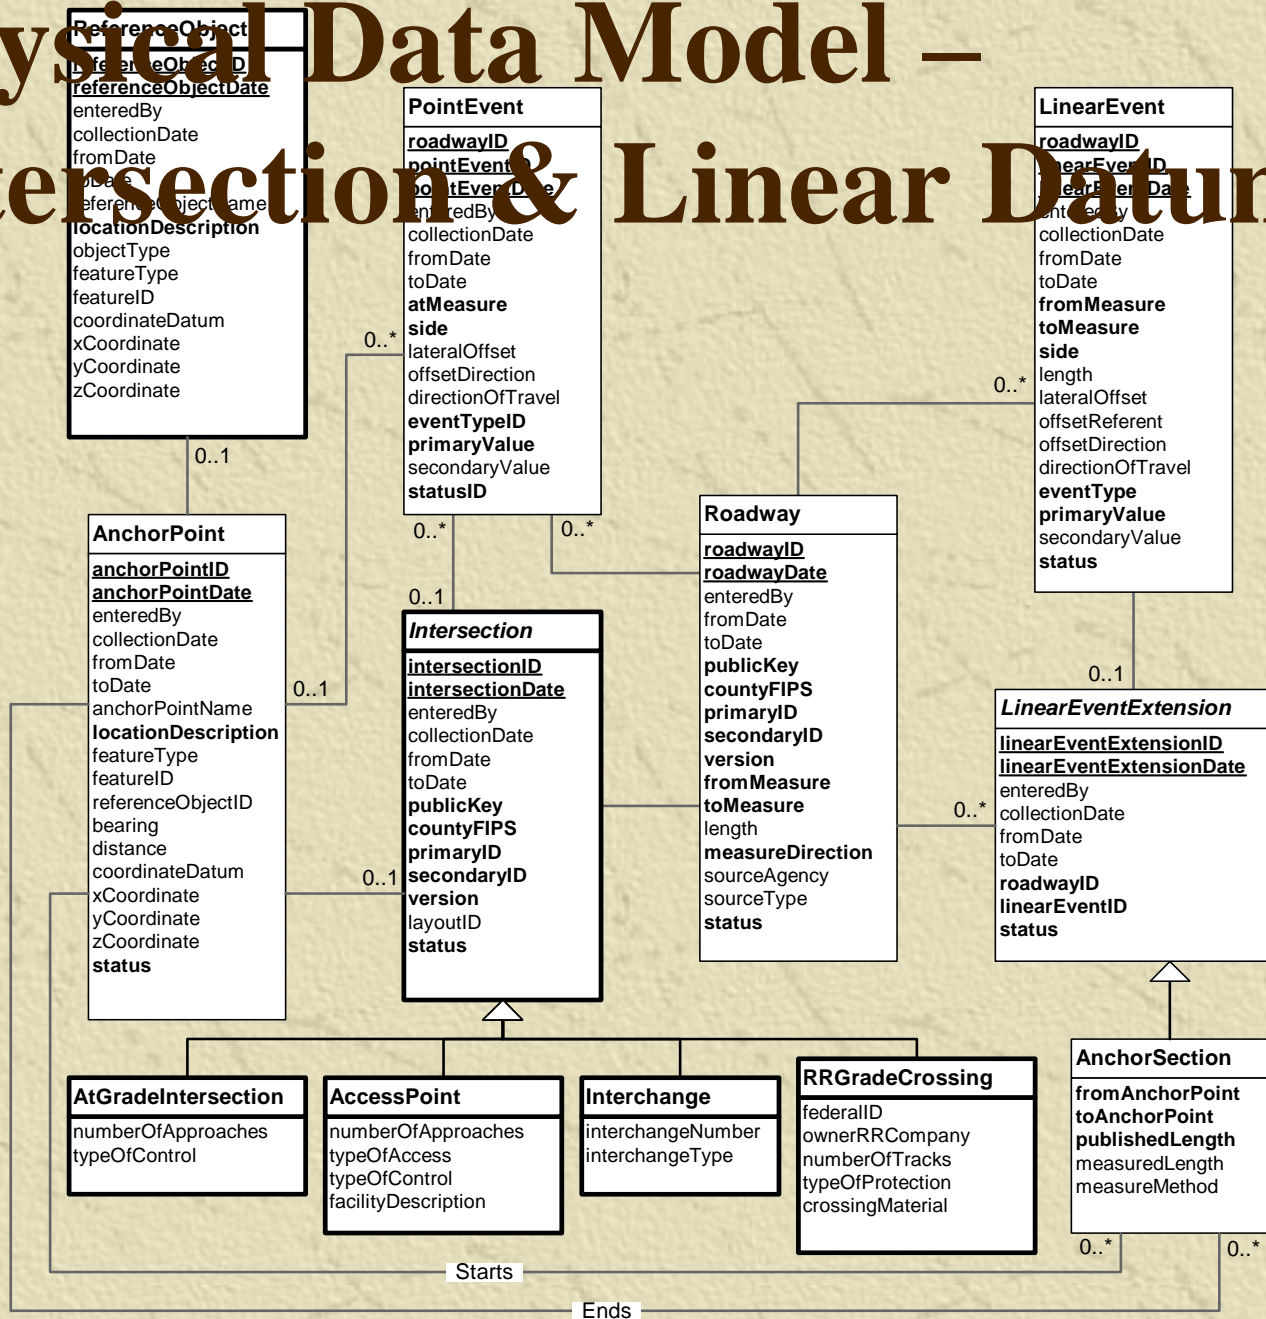 ysical Data Model –
tersection & Linear Datum
ReferenceObject
referenceObjectID
referenceObjectDate
enteredBy
collectionDate
fromDate
toDate
referenceObjectName
locationDescription
objectType
featureType
featureID
coordinateDatum
xCoordinate
yCoordinate
zCoordinate
0..1
PointEvent
roadwayID
pointEventID
pointEventDate
enteredBy
collectionDate
fromDate
toDate
atMeasure
side
lateralOffset
offsetDirection
directionOfTravel
eventTypeID
primaryValue
secondaryValue
statusID
0..*
0..*
0..*
LinearEvent
roadwayID
linearEventID
linearEventDate
enteredBy
collectionDate
fromDate
toDate
fromMeasure
toMeasure
side
length
lateralOffset
offsetReferent
offsetDirection
directionOfTravel
eventType
primaryValue
secondaryValue
status
0..*
0..1
AnchorPoint
anchorPointID
anchorPointDate
enteredBy
collectionDate
fromDate
toDate
anchorPointName
locationDescription
featureType
featureID
referenceObjectID
bearing
distance
coordinateDatum
xCoordinate
yCoordinate
zCoordinate
status
0..1
0..1
Intersection
intersectionID
intersectionDate
enteredBy
collectionDate
fromDate
toDate
publicKey
countyFIPS
primaryID
secondaryID
version
layoutID
status
0..1
Roadway
roadwayID
roadwayDate
enteredBy
fromDate
toDate
publicKey
countyFIPS
primaryID
secondaryID
version
fromMeasure
toMeasure
length
measureDirection
sourceAgency
sourceType
status
0..*
LinearEventExtension
linearEventExtensionID
linearEventExtensionDate
enteredBy
collectionDate
fromDate
toDate
roadwayID
linearEventID
status
AtGradeIntersection
numberOfApproaches
typeOfControl
AccessPoint
numberOfApproaches
typeOfAccess
typeOfControl
facilityDescription
Interchange
interchangeNumber
interchangeType
RRGradeCrossing
federalID
ownerRRCompany
numberOfTracks
typeOfProtection
crossingMaterial
AnchorSection
fromAnchorPoint
toAnchorPoint
publishedLength
measuredLength
measureMethod
0..*
0..*
Starts
Ends